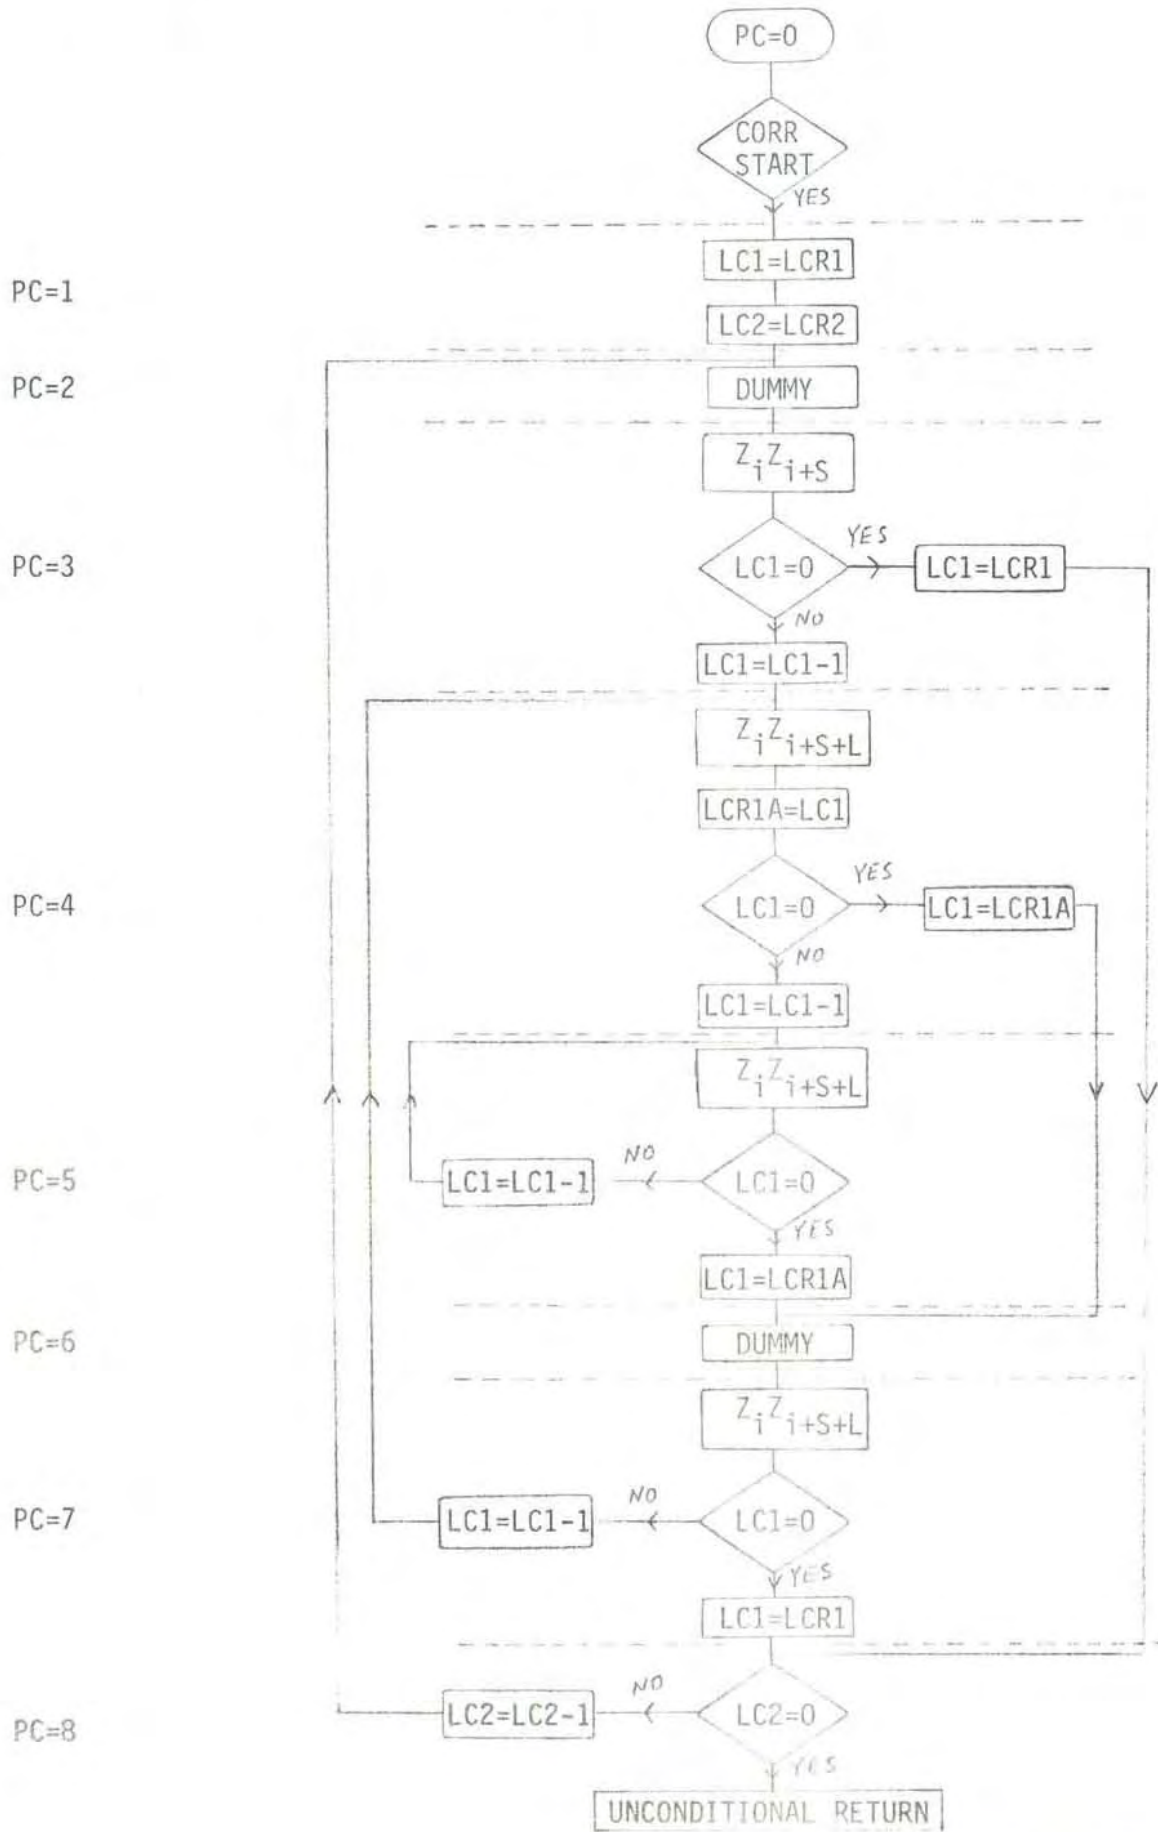 PC=0
CORR
START
YES
LC1=LCR1
PC=1
LC2=LCR2
PC=2
DUMMY
ZiZi+S
YES
PC=3
LC1=0
LC1=LCR1
NO
LC1=LC1-1
ZiZi+S+L
LCR1A=LC1
YES
PC=4
LC1=0
LC1=LCR1A
NO
LC1=LC1-1
ZiZi+S+L
NO
PC=5
LC1=LC1-1
LC1=0
YES
LC1=LCR1A
PC=6
DUMMY
ZiZi+S+L
NO
PC=7
LC1=LC1-1
LC1=0
YES
LC1=LCR1
NO
PC=8
LC2=LC2-1
LC2=0
YES
UNCONDITIONAL RETURN